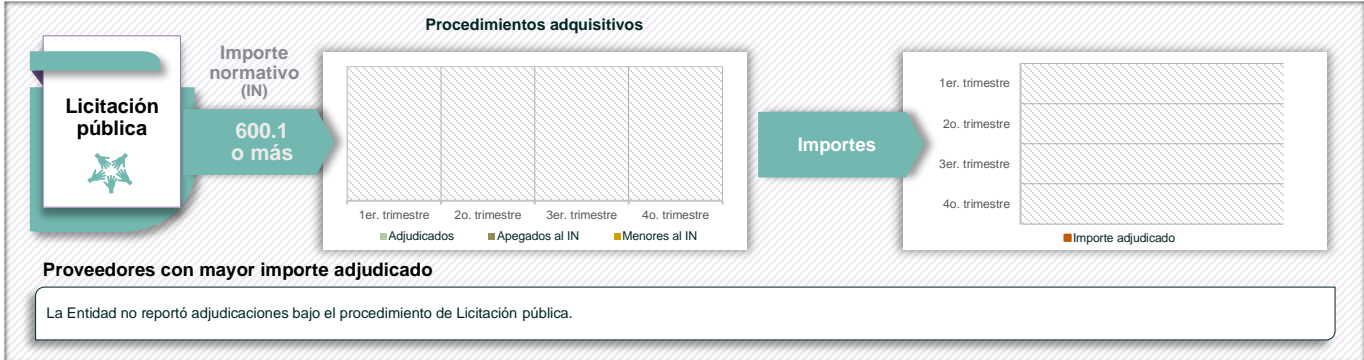 Procedimientos adquisitivos
Licitación
pública
Importe
normativo
(IN)
600.1
o más
1er. trimestre
2o. trimestre
3er. trimestre
4o. trimestre
Adjudicados
Apegados al IN
Menores al IN
Importes
1er. trimestre
2o. trimestre
3er. trimestre
4o. trimestre
Importe adjudicado
Proveedores con mayor importe adjudicado
La Entidad no reportó adjudicaciones bajo el procedimiento de Licitación pública.